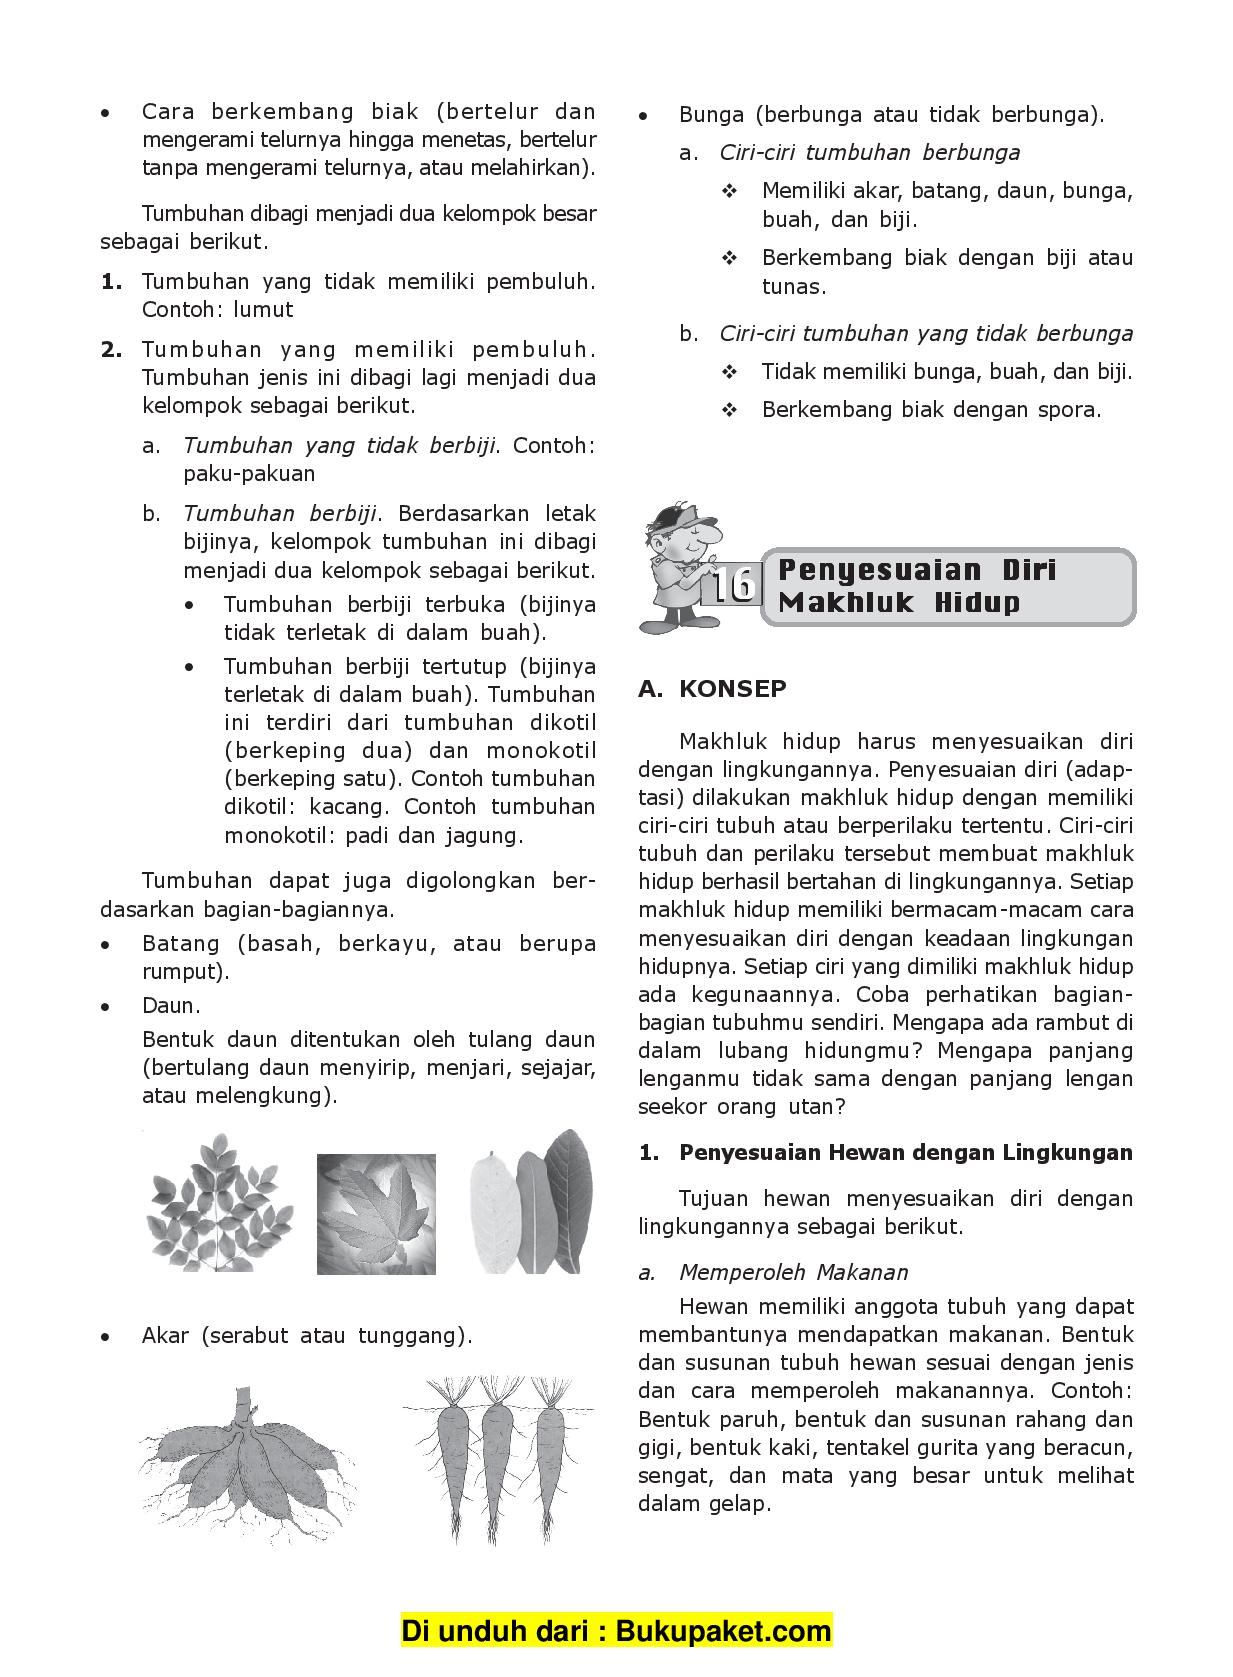 • Cara berkembang biak (bertelur dan
mengerami telurnya hingga menetas, bertelur
tanpa mengerami telurnya, atau melahirkan).
Tumbuhan dibagi menjadi dua kelompok besar
sebagai berikut.
1. Tumbuhan yang tidak memiliki pembuluh.
Contoh: lumut
2. Tumbuhan yang memiliki pembuluh.
Tumbuhan jenis ini dibagi lagi menjadi dua
kelompok sebagai berikut.
a. Tumbuhan yang tidak berbiji. Contoh:
paku-pakuan
b. Tumbuhan berbiji. Berdasarkan letak
bijinya, kelompok tumbuhan ini dibagi
menjadi dua kelompok sebagai berikut.
• Tumbuhan berbiji terbuka (bijinya
tidak terletak di dalam buah).
• Tumbuhan berbiji tertutup (bijinya
terletak di dalam buah). Tumbuhan
ini terdiri dari tumbuhan dikotil
(berkeping dua) dan monokotil
(berkeping satu). Contoh tumbuhan
dikotil: kacang. Contoh tumbuhan
monokotil: padi dan jagung.
Tumbuhan dapat juga digolongkan ber-
dasarkan bagian-bagiannya.
• Batang (basah, berkayu, atau berupa
rumput).
• Daun.
Bentuk daun ditentukan oleh tulang daun
(bertulang daun menyirip, menjari, sejajar,
atau melengkung).
• Akar (serabut atau tunggang).
• Bunga (berbunga atau tidak berbunga).
a. Ciri-ciri tumbuhan berbunga
❖ Memiliki akar, batang, daun, bunga,
buah, dan biji.
❖ Berkembang biak dengan biji atau
tunas.
b. Ciri-ciri tumbuhan yang tidak berbunga
❖ Tidak memiliki bunga, buah, dan biji.
❖ Berkembang biak dengan spora.
16 Penyesuaian Diri
Makhluk Hidup
A. KONSEP
Makhluk hidup harus menyesuaikan diri
dengan lingkungannya. Penyesuaian diri (adap-
tasi) dilakukan makhluk hidup dengan memiliki
ciri-ciri tubuh atau berperilaku tertentu. Ciri-ciri
tubuh dan perilaku tersebut membuat makhluk
hidup berhasil bertahan di lingkungannya. Setiap
makhluk hidup memiliki bermacam-macam cara
menyesuaikan diri dengan keadaan lingkungan
hidupnya. Setiap ciri yang dimiliki makhluk hidup
ada kegunaannya. Coba perhatikan bagian-
bagian tubuhmu sendiri. Mengapa ada rambut di
dalam lubang hidungmu? Mengapa panjang
lenganmu tidak sama dengan panjang lengan
seekor orang utan?
1. Penyesuaian Hewan dengan Lingkungan
Tujuan hewan menyesuaikan diri dengan
lingkungannya sebagai berikut.
a. Memperoleh Makanan
Hewan memiliki anggota tubuh yang dapat
membantunya mendapatkan makanan. Bentuk
dan susunan tubuh hewan sesuai dengan jenis
dan cara memperoleh makanannya. Contoh:
Bentuk paruh, bentuk dan susunan rahang dan
gigi, bentuk kaki, tentakel gurita yang beracun,
sengat, dan mata yang besar untuk melihat
dalam gelap.
Di unduh dari : Bukupaket.com